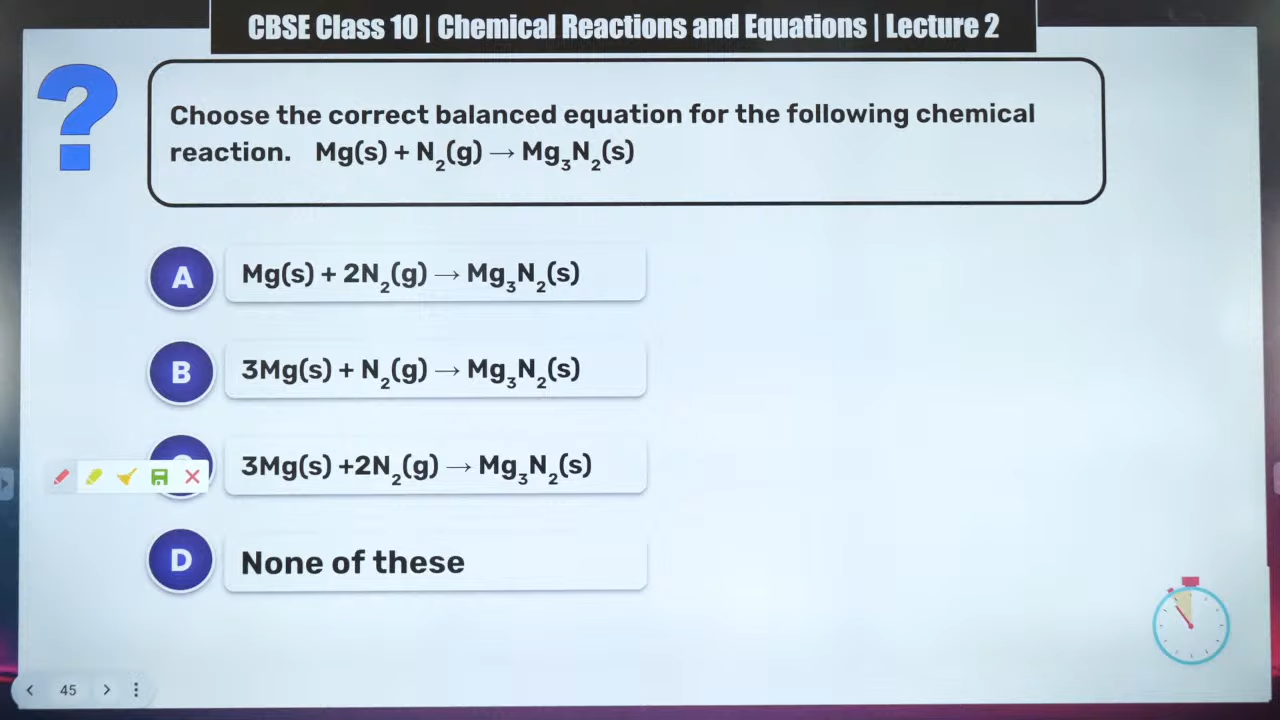 CBSE Class 10 | Chemical Reactions and Equations | Lecture 2
?
Choose the correct balanced equation for the following chemical
reaction. Mg(s) + N₂(g) → Mg₃N₂(s)
A Mg(s) + 2N₂(g) → Mg₃N₂(s)
B 3Mg(s) + N₂(g) → Mg₃N₂(s)
3Mg(s) +2N₂(g) → Mg₃N₂(s)
D None of these
45